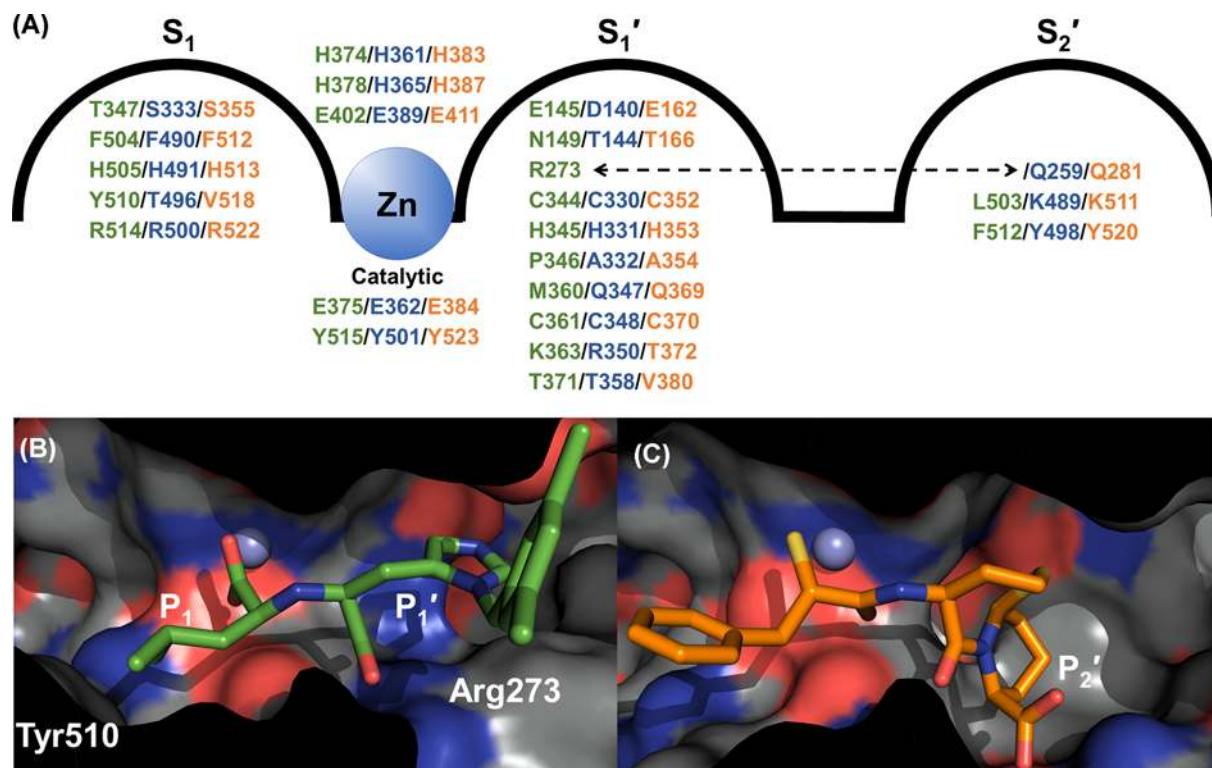 (A)
S1
S1′
S2′
H374/H361/H383
H378/H365/H387
E402/E389/E411
T347/S333/S355
F504/F490/F512
H505/H491/H513
Y510/T496/V518
R514/R500/R522
Zn
Catalytic
E375/E362/E384
Y515/Y501/Y523
E145/D140/E162
N149/T144/T166
R273
C344/C330/C352
H345/H331/H353
P346/A332/A354
M360/Q347/Q369
C361/C348/C370
K363/R350/T372
T371/T358/V380
/Q259/Q281
L503/K489/K511
F512/Y498/Y520
(B)
P1
P1′
Arg273
Tyr510
(C)
P2′